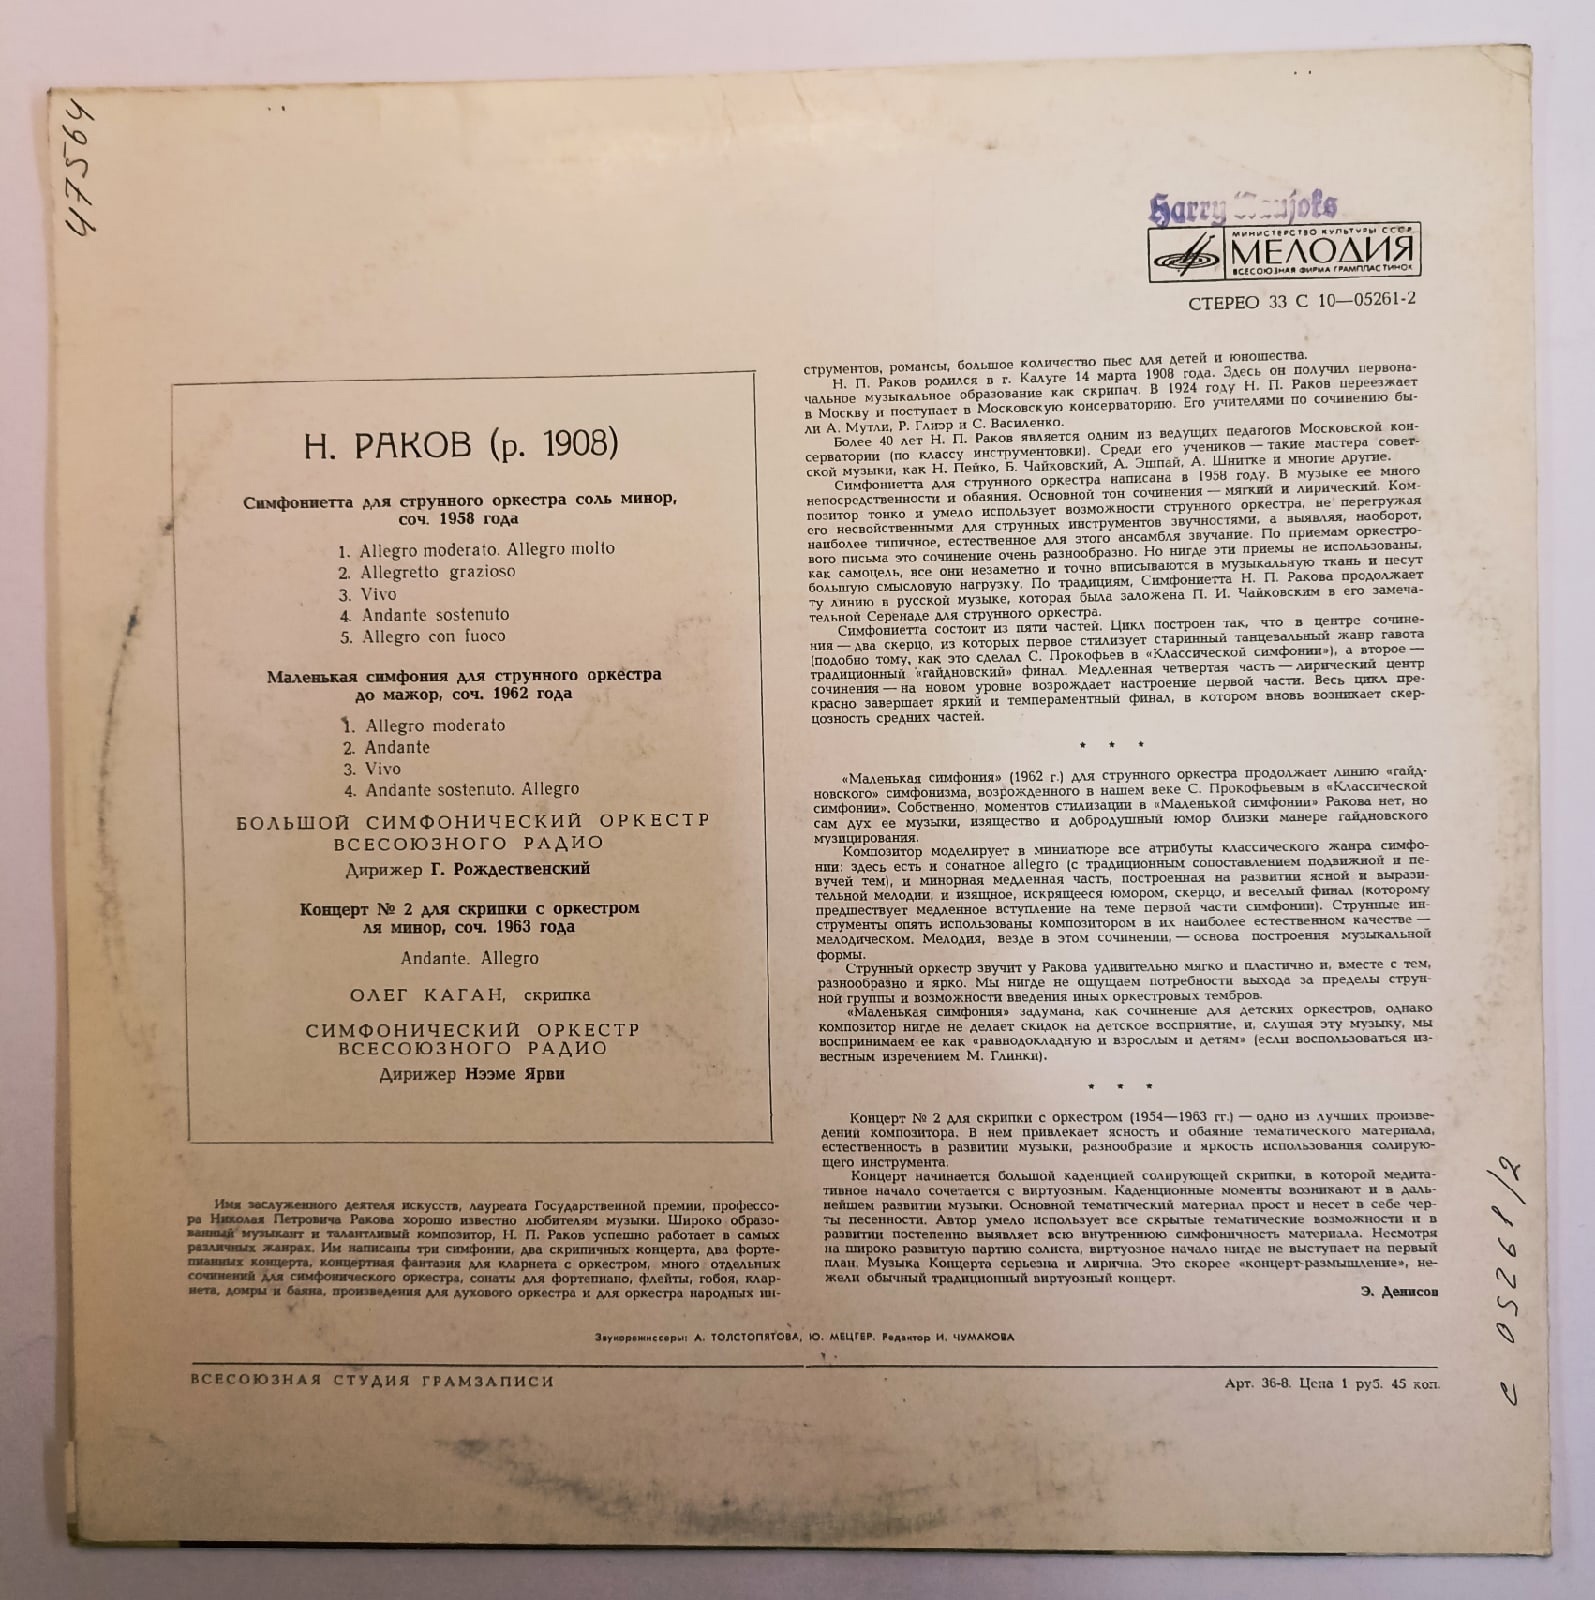 47564
Harry
МИНИСТЕРСТВО КУЛЬТУРЫ СССР
МЕЛОДИЯ
ВСЕСОЮЗНАЯ ФИРМА ГРАМПЛАСТИНОК
СТЕРЕО 33 С 10—05261-2
Н. РАКОВ (р. 1908)
Симфониетта для струнного оркестра соль минор,
соч. 1958 года
1. Allegro moderato. Allegro molto
2. Allegretto grazioso
3. Vivo
4. Andante sostenuto
5. Allegro con fuoco
Маленькая симфония для струнного оркестра
до мажор, соч. 1962 года
1. Allegro moderato
2. Andante
3. Vivo
4. Andante sostenuto. Allegro
БОЛЬШОЙ СИМФОНИЧЕСКИЙ ОРКЕСТР
ВСЕСОЮЗНОГО РАДИО
Дирижер Г. Рождественский
Концерт № 2 для скрипки с оркестром
ля минор, соч. 1963 года
Andante. Allegro
ОЛЕГ КАГАН, скрипка
СИМФОНИЧЕСКИЙ ОРКЕСТР
ВСЕСОЮЗНОГО РАДИО
Дирижер Нээме Ярви
Имя заслуженного деятеля искусств, лауреата Государственной премии, профессо-
ра Николая Петровича Ракова хорошо известно любителям музыки. Широко образо-
ванный музыкант и талантливый композитор, Н. П. Раков успешно работает в самых
различных жанрах. Им написаны три симфонии, два скрипичных концерта, два форте-
пианных концерта, концертная фантазия для кларнета с оркестром, много отдельных
сочинений для симфонического оркестра, сонаты для фортепиано, флейты, гобоя, клар-
нета, домры и баяна, произведения для духового оркестра и для оркестра народных ин-
струментов, романсы, большое количество пьес для детей и юношества.
Н. П. Раков родился в г. Калуге 14 марта 1908 года. Здесь он получил первона-
чальное музыкальное образование как скрипач. В 1924 году Н. П. Раков переезжает
в Москву и поступает в Московскую консерваторию. Его учителями по сочинению бы-
ли А. Мутли, Р. Глиэр и С. Василенко.
Более 40 лет Н. П. Раков является одним из ведущих педагогов Московской кон-
серватории (по классу инструментовки). Среди его учеников — такие мастера совет-
ской музыки, как Н. Пейко, Б. Чайковский, А. Эшпай, А. Шнитке и многие другие.
Симфониетта для струнного оркестра написана в 1958 году. В музыке ее много
непосредственности и обаяния. Основной тон сочинения — мягкий и лирический. Ком-
позитор тонко и умело использует возможности струнного оркестра, не перегружая
его несвойственными для струнных инструментов звучностями, а выявляя, наоборот,
наиболее типичное, естественное для этого ансамбля звучание. По приемам оркестро-
вого письма это сочинение очень разнообразно. Но нигде эти приемы не использованы,
как самоцель, все они незаметно и точно вписываются в музыкальную ткань и несут
большую смысловую нагрузку. По традициям, Симфониетта Н. П. Ракова продолжает
ту линию в русской музыке, которая была заложена П. И. Чайковским в его замеча-
тельной Серенаде для струнного оркестра.
Симфониетта состоит из пяти частей. Цикл построен так, что в центре сочине-
ния — два скерцо, из которых первое стилизует старинный танцевальный жанр гавота
(подобно тому, как это сделал С. Прокофьев в «Классической симфонии»), а второе —
традиционный «гайдновский» финал. Медленная четвертая часть — лирический центр
сочинения — на новом уровне возрождает настроение первой части. Весь цикл пре-
красно завершает яркий и темпераментный финал, в котором вновь возникает скер-
цозность средних частей.
* * *
«Маленькая симфония» (1962 г.) для струнного оркестра продолжает линию «гайд-
новского» симфонизма, возрожденного в нашем веке С. Прокофьевым в «Классической
симфонии». Собственно, моментов стилизации в «Маленькой симфонии» Ракова нет, но
сам дух ее музыки, изящество и добродушный юмор близки манере гайдновского
музицирования.
Композитор моделирует в миниатюре все атрибуты классического жанра симфо-
нии: здесь есть и сонатное allegro (с традиционным сопоставлением подвижной и пе-
вучей тем), и минорная медленная часть, построенная на развитии ясной и вырази-
тельной мелодии, и изящное, искрящееся юмором, скерцо, и веселый финал (которому
предшествует медленное вступление на теме первой части симфонии). Струнные ин-
струменты опять использованы композитором в их наиболее естественном качестве —
мелодическом. Мелодия, везде в этом сочинении, — основа построения музыкальной
формы.
Струнный оркестр звучит у Ракова удивительно мягко и пластично и, вместе с тем,
разнообразно и ярко. Мы нигде не ощущаем потребности выхода за пределы струн-
ной группы и возможности введения иных оркестровых тембров.
«Маленькая симфония» задумана, как сочинение для детских оркестров, однако
композитор нигде не делает скидок на детское восприятие, и, слушая эту музыку, мы
воспринимаем ее как «равнодокладную и взрослым и детям» (если воспользоваться из-
вестным изречением М. Глинки).
* * *
Концерт № 2 для скрипки с оркестром (1954—1963 гг.) — одно из лучших произве-
дений композитора. В нем привлекает ясность и обаяние тематического материала,
естественность в развитии музыки, разнообразие и яркость использования солирую-
щего инструмента.
Концерт начинается большой каденцией солирующей скрипки, в которой медита-
тивное начало сочетается с виртуозным. Каденционные моменты возникают и в даль-
нейшем развитии музыки. Основной тематический материал прост и несет в себе чер-
ты песенности. Автор умело использует все скрытые тематические возможности и в
развитии постепенно выявляет всю внутреннюю симфоничность материала. Несмотря
на широко развитую партию солиста, виртуозное начало нигде не выступает на первый
план. Музыка Концерта серьезна и лирична. Это скорее «концерт-размышление», не-
жели обычный традиционный виртуозный концерт.
Э. Денисов
Звукорежиссеры: А. ТОЛСТОПЯТОВА, Ю. МЕЦГЕР. Редактор И. ЧУМАКОВА
ВСЕСОЮЗНАЯ СТУДИЯ ГРАМЗАПИСИ
Арт. 36-8. Цена 1 руб. 45 коп.
с 05261/2